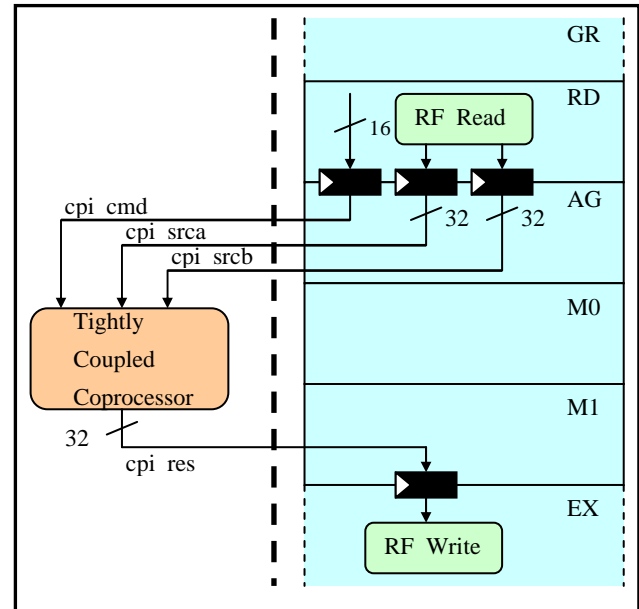 GR
RD
RF Read
16
AG
cpi cmd
32
32
cpi srca
cpi srcb
M0
Tightly
Coupled
Coprocessor
M1
32
cpi res
EX
RF Write